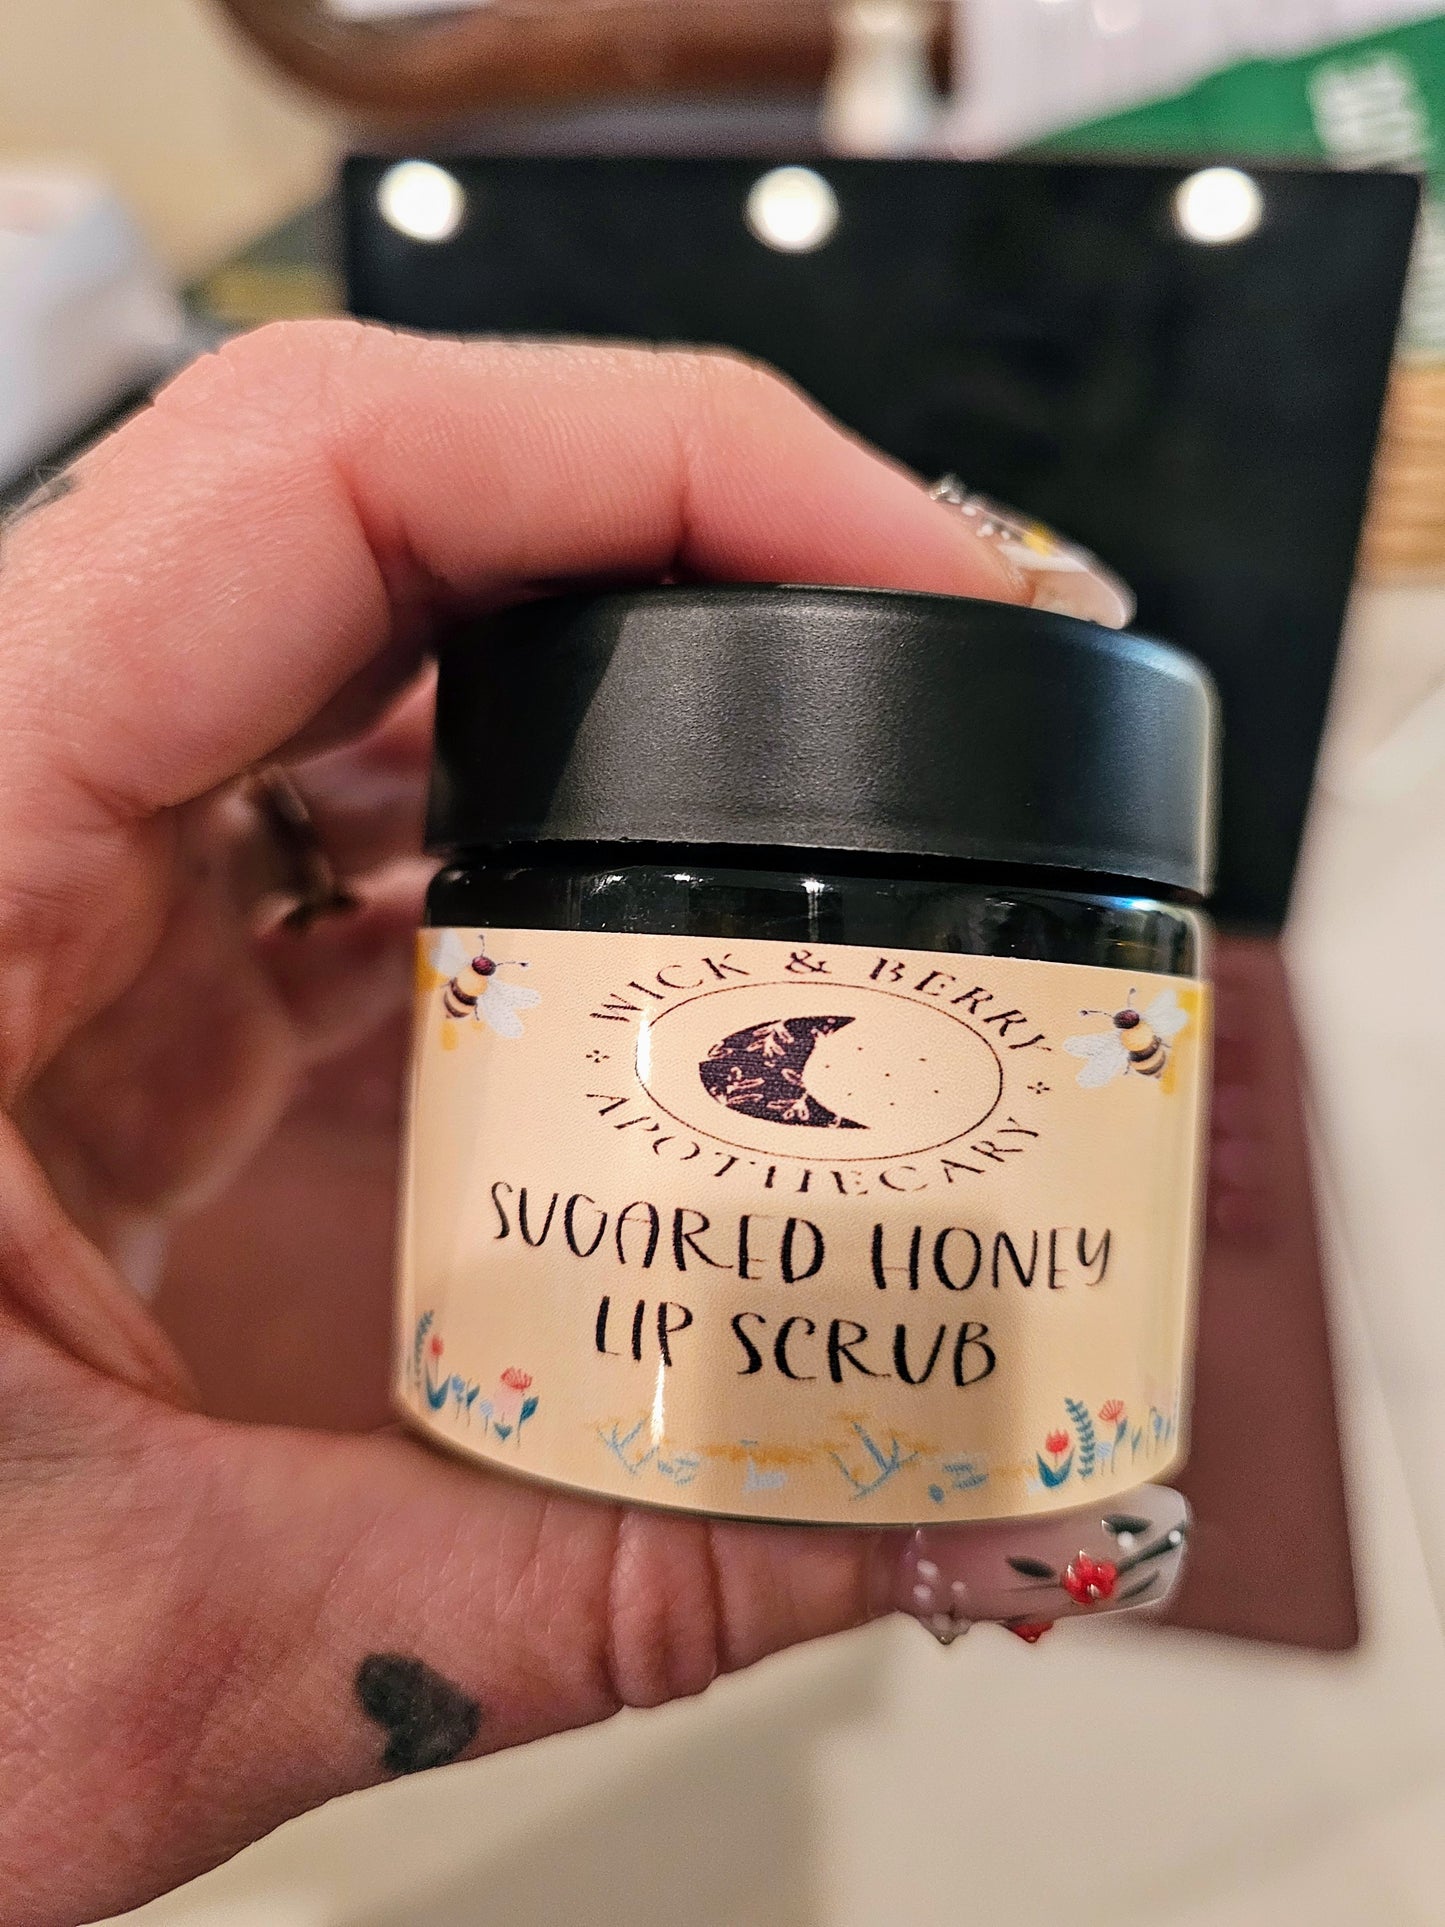 WICK & BERRY
APOTHECARY
SUGARED HONEY
LIP SCRUB